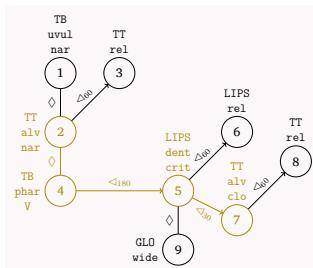 TB
uvul
nar
TT
rel
1
3
◊
◁60
TT
alv
nar
2
LIPS
rel
6
◊
LIPS
dent
crit
◁60
TT
rel
8
TB
phar
V
4
◁180
5
TT
alv
clo
◁60
◁30
7
◊
GLO
wide
9